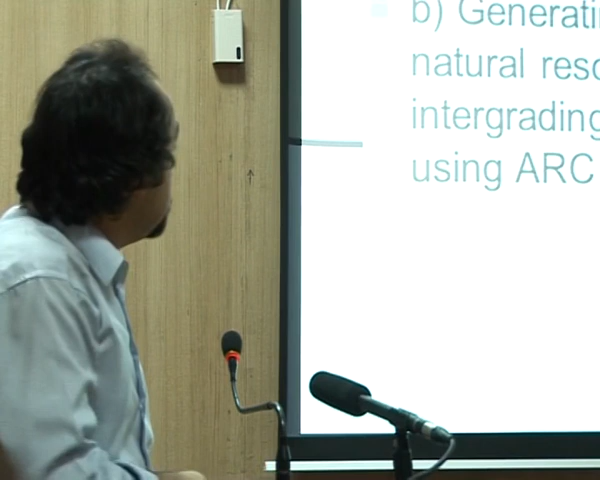 b) Generati
natural reso
intergrading
using ARC